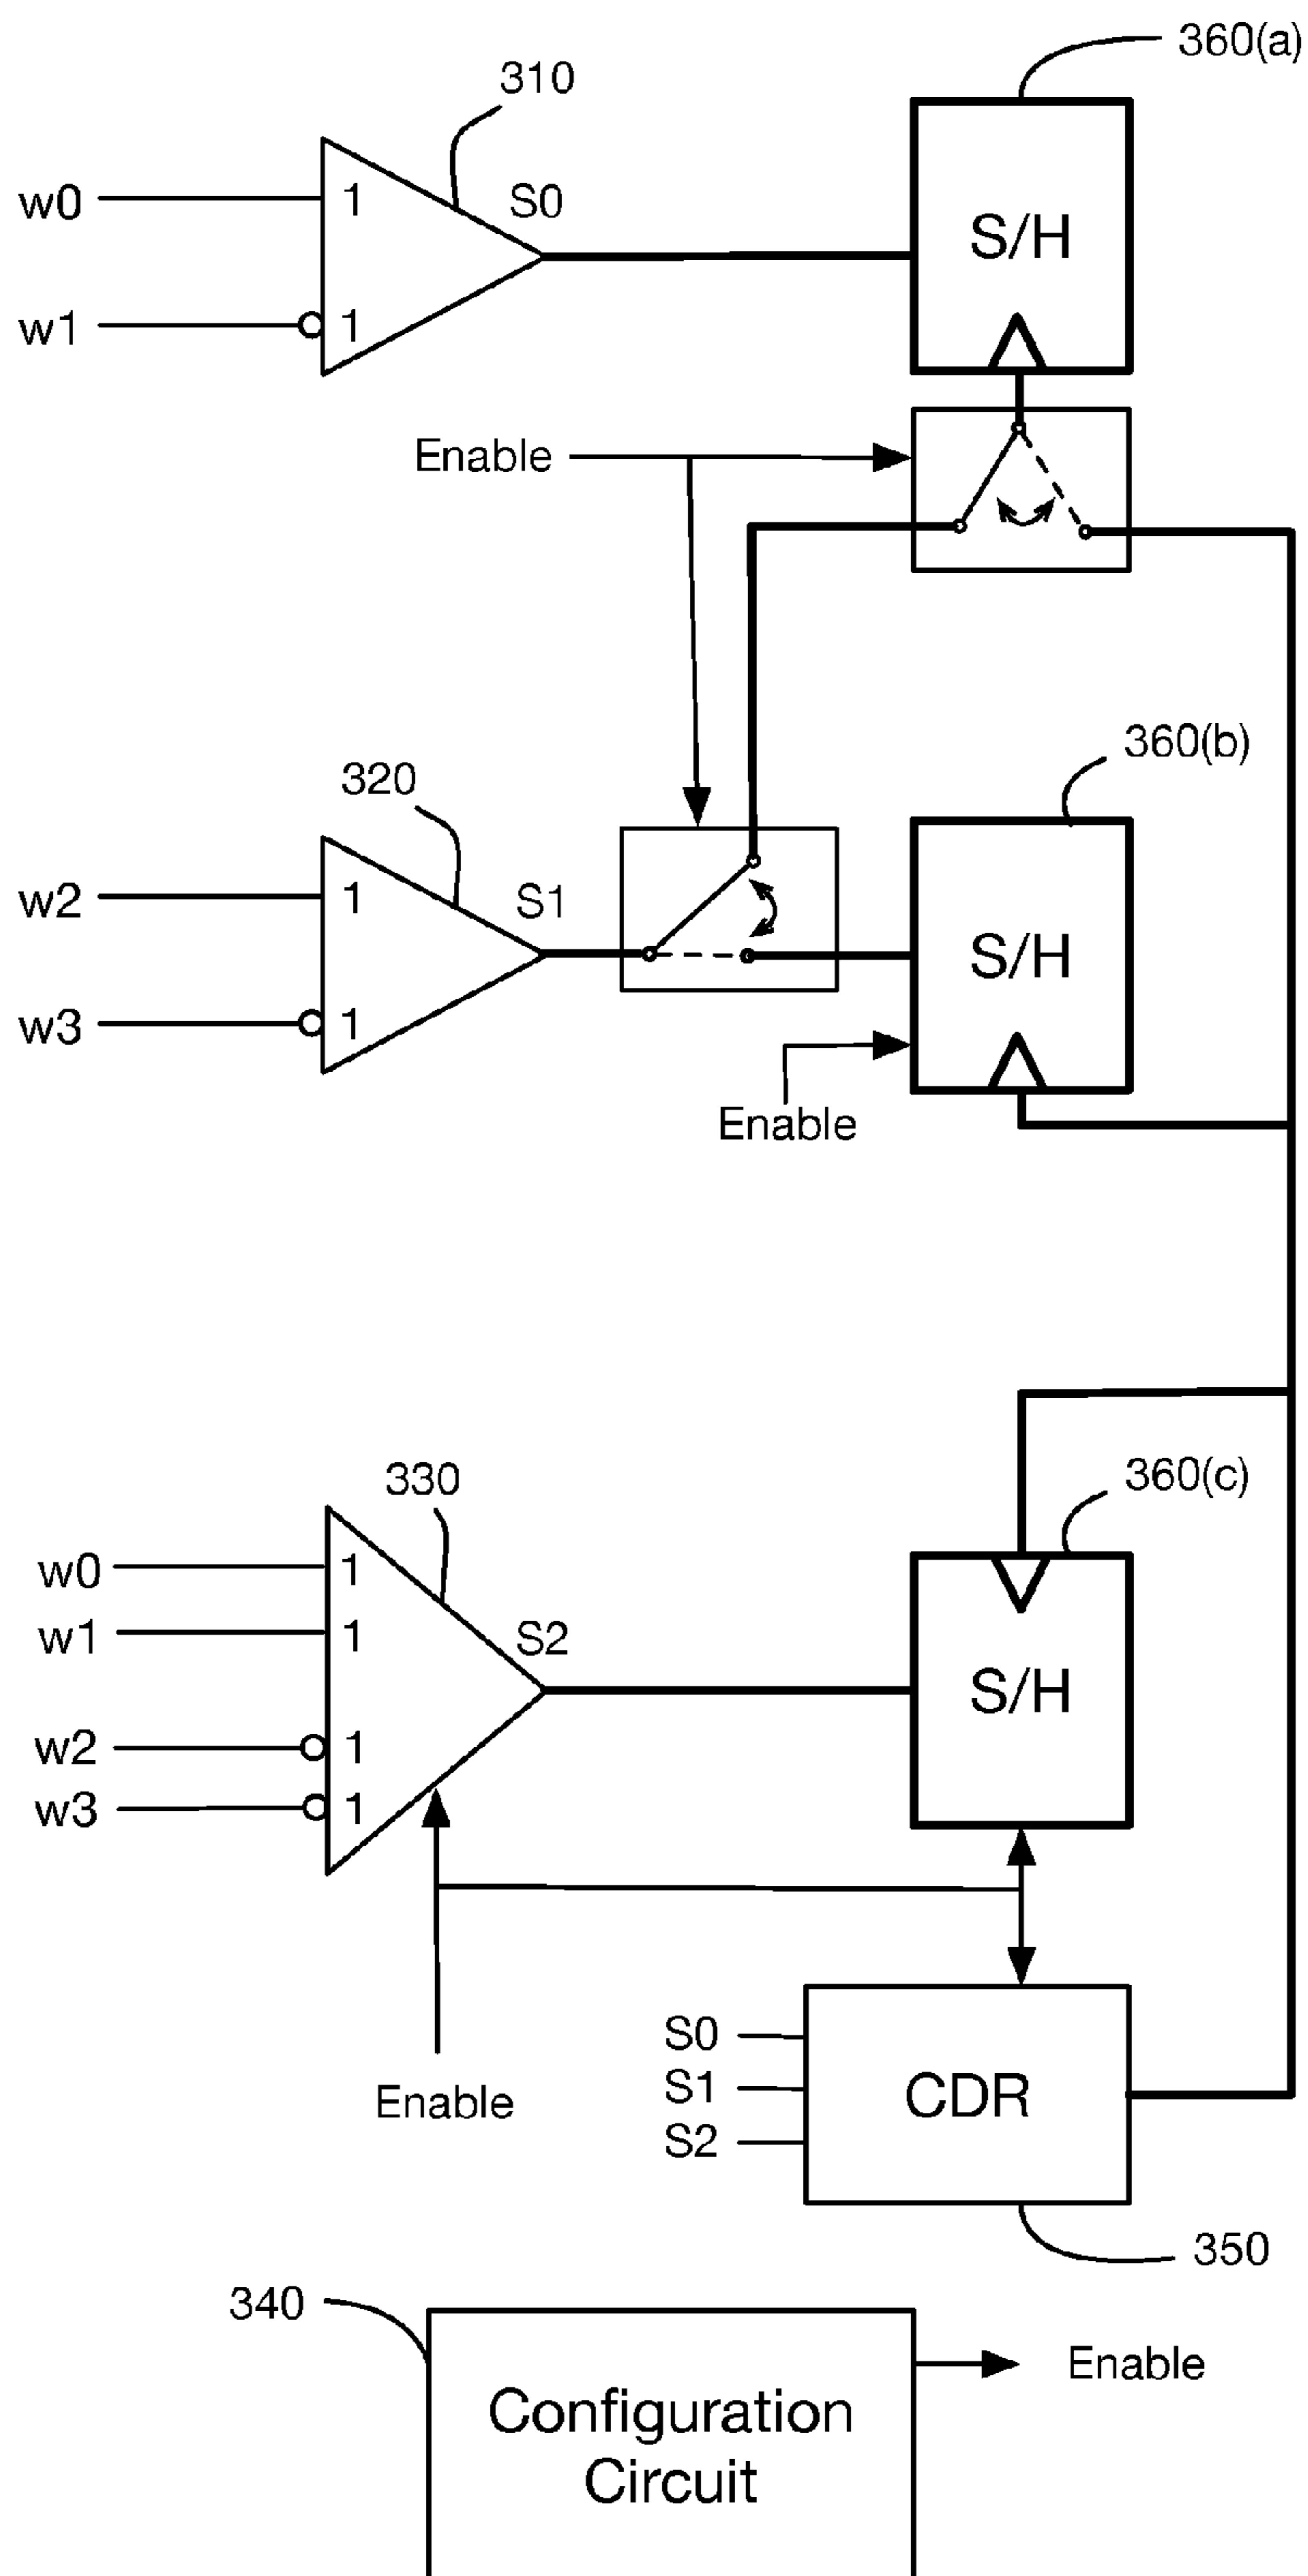 360(a)
310
w0
1
S0
S/H
w1
1
Enable
360(b)
320
w2
1
S1
S/H
w3
1
Enable
360(c)
330
w0
1
w1
1
S2
S/H
w2
1
w3
1
S0
S1
CDR
S2
Enable
350
340
Enable
Configuration
Circuit